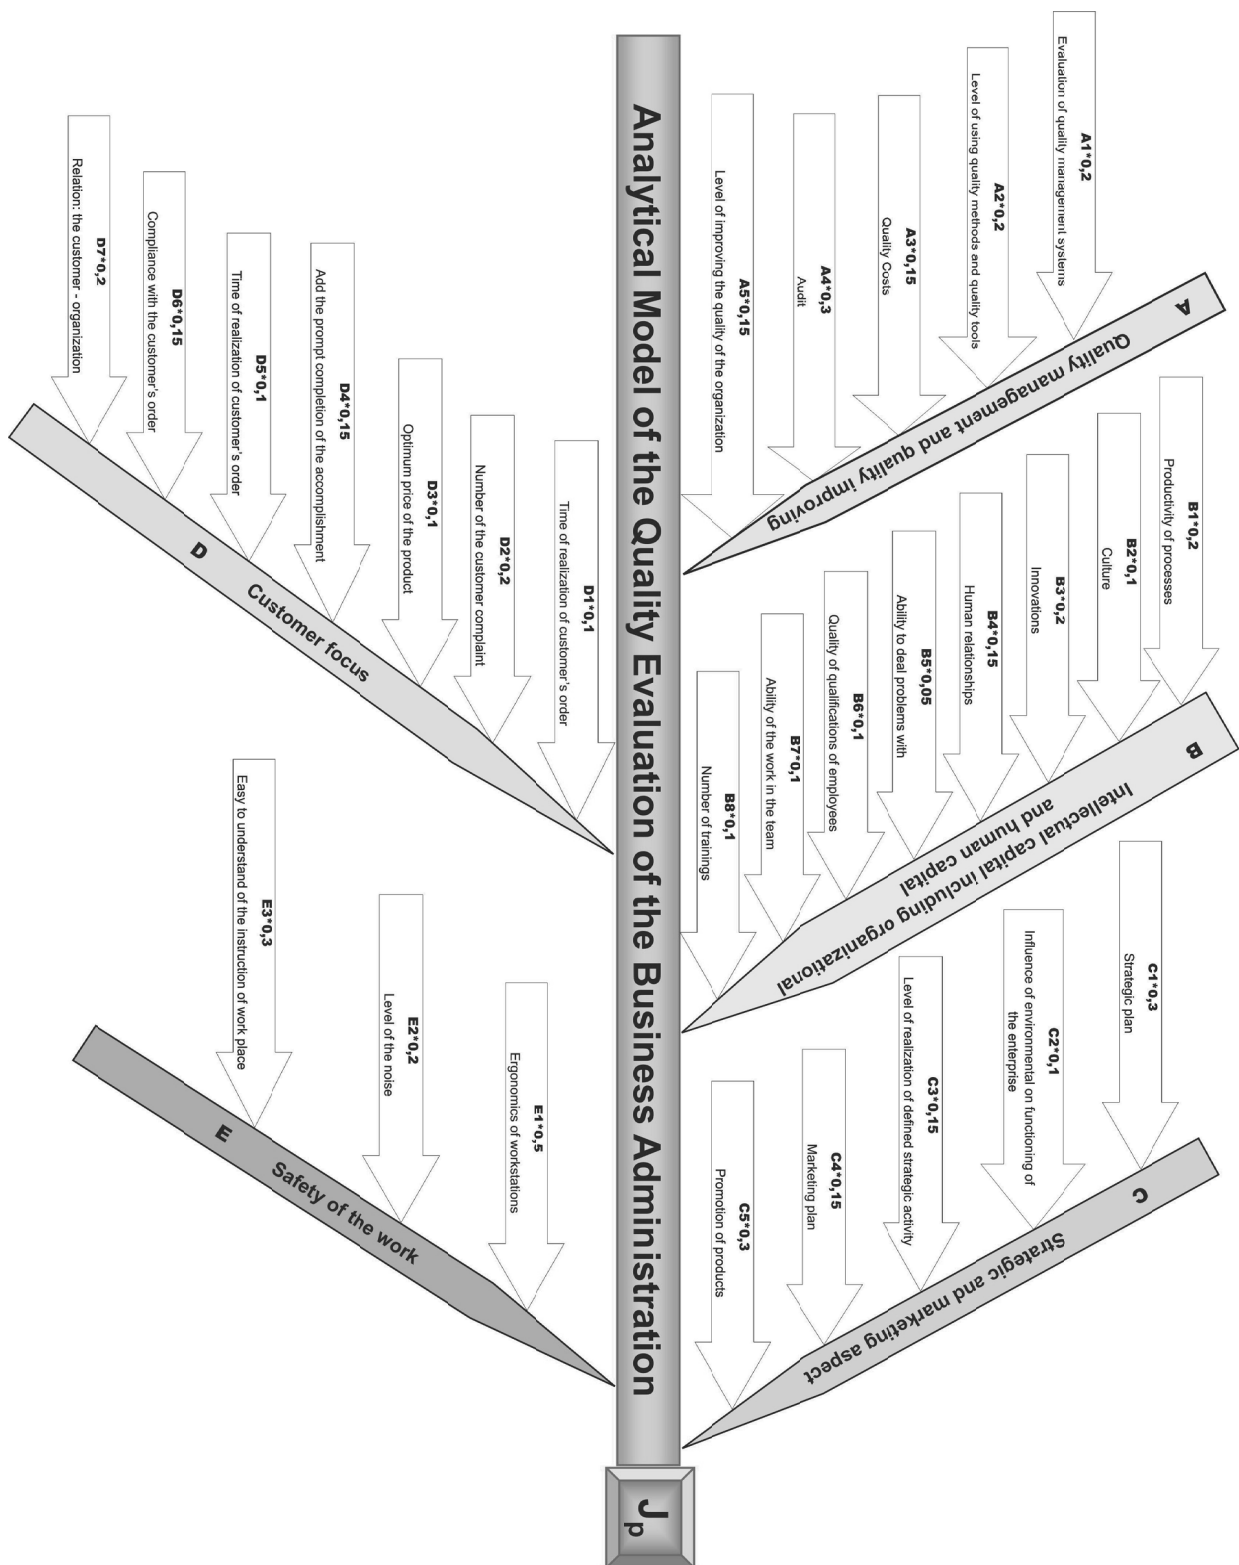 A1*0,2
Evaluation of quality management systems
A2*0,2
Level of using quality methods and quality tools
A3*0,15
Quality Costs
A4*0,3
Audit
A5*0,15
Level of improving the quality of the organization
A
Quality management and quality improving
B1*0,2
Productivity of processes
B2*0,1
Culture
B3*0,2
Innovations
B4*0,15
Human relationships
B5*0,05
Ability to deal problems with
B6*0,1
Quality of qualifications of employees
B7*0,1
Ability of the work in the team
B8*0,1
Number of trainings
B
Intellectual capital including organizational
and human capital
C1*0,3
Strategic plan
C2*0,1
Influence of environmental on functioning of
the enterprise
C3*0,15
Level of realization of defined strategic activity
C4*0,15
Marketing plan
C5*0,3
Promotion of products
C
Strategic and marketing aspect
Analytical Model of the Quality Evaluation of the Business Administration
Jp
D1*0,1
Time of realization of customer's order
D2*0,2
Number of the customer complaint
D3*0,1
Optimum price of the product
D4*0,15
Add the prompt completion of the accomplishment
D5*0,1
Time of realization of customer's order
D6*0,15
Compliance with the customer's order
D7*0,2
Relation: the customer - organization
D
Customer focus
E1*0,5
Ergonomics of workstations
E2*0,2
Level of the noise
E3*0,3
Easy to understand of the instruction of work place
E
Safety of the work